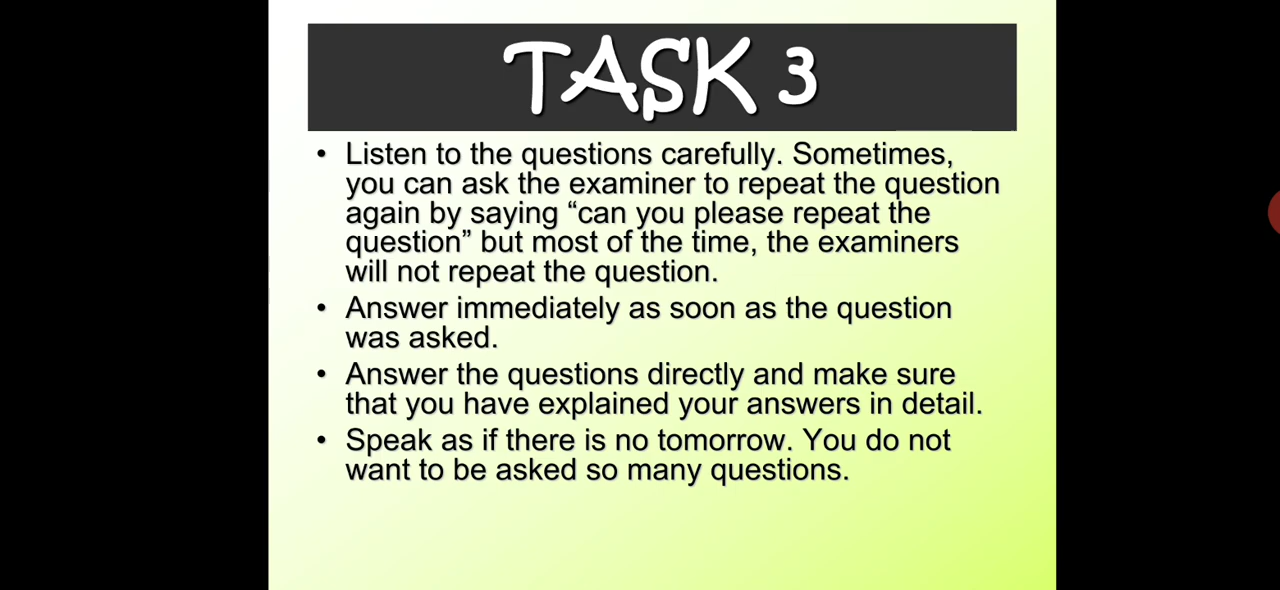 TASK 3
• Listen to the questions carefully. Sometimes,
you can ask the examiner to repeat the question
again by saying “can you please repeat the
question” but most of the time, the examiners
will not repeat the question.
• Answer immediately as soon as the question
was asked.
• Answer the questions directly and make sure
that you have explained your answers in detail.
• Speak as if there is no tomorrow. You do not
want to be asked so many questions.